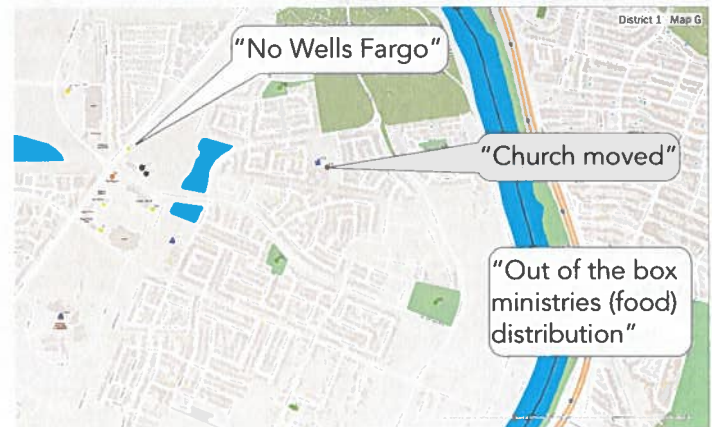 District 1 Map G
“No Wells Fargo”
“Church moved”
“Out of the box
ministries (food)
distribution”